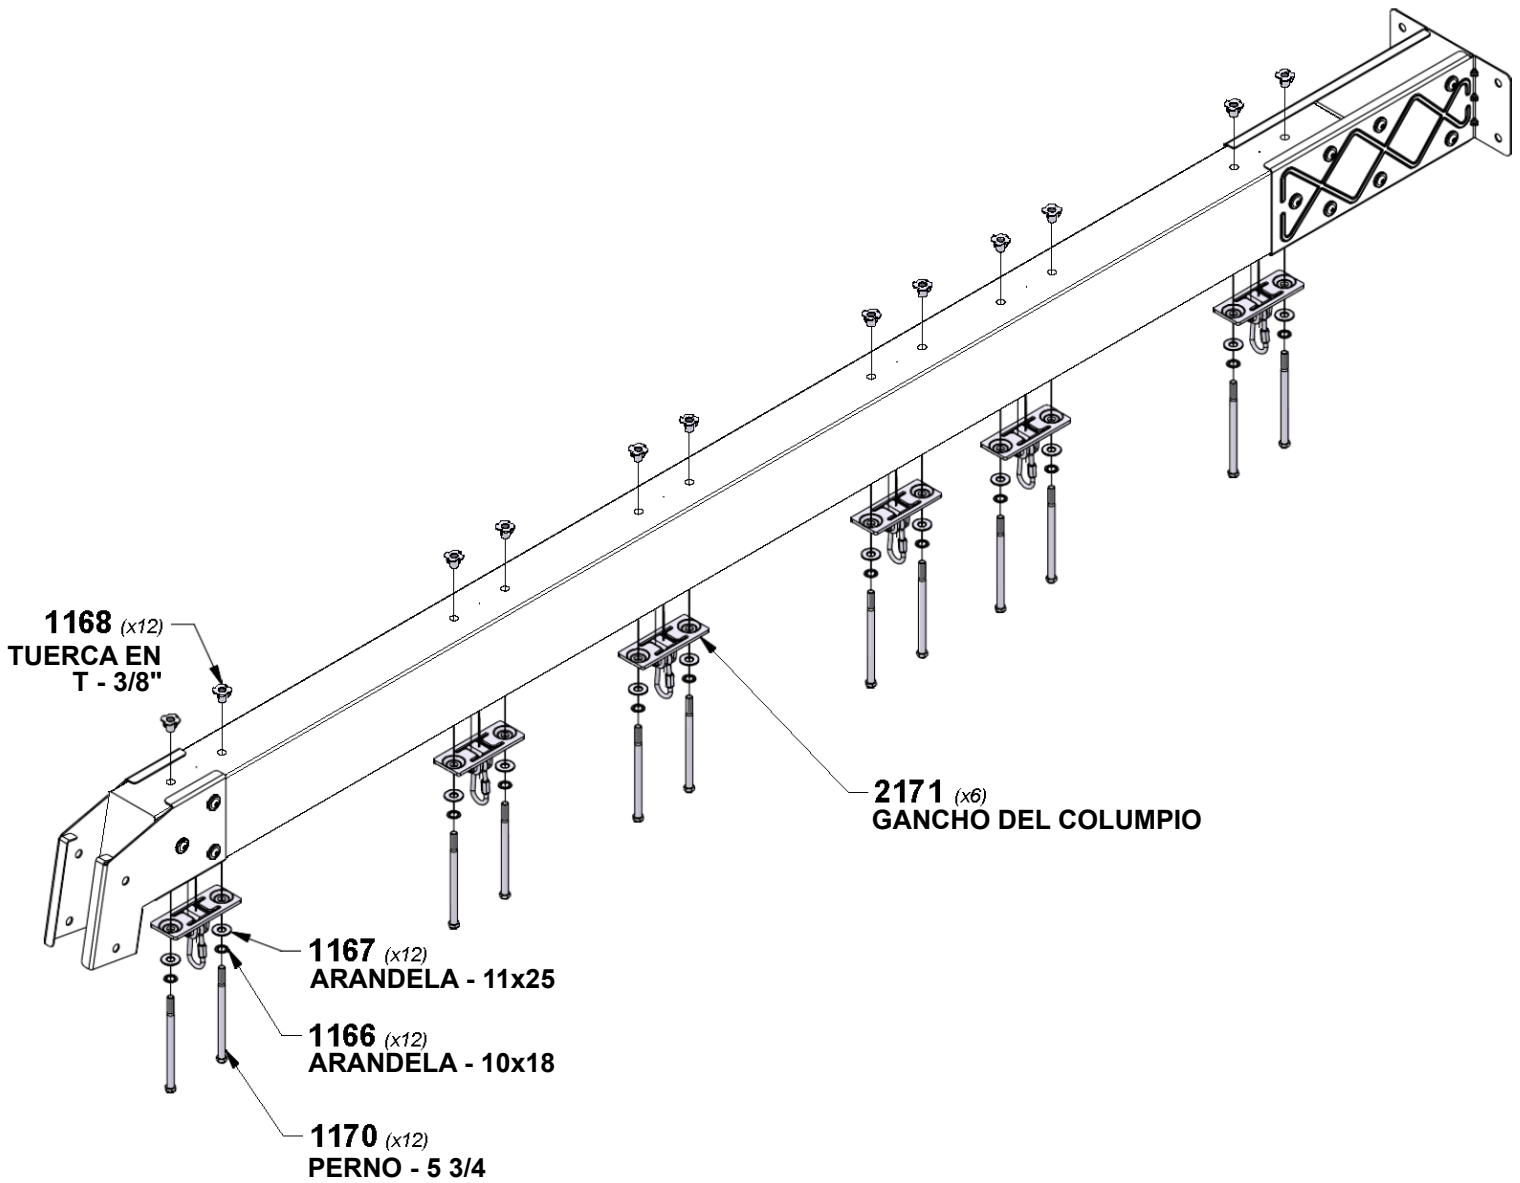 1168 (x12)
TUERCA EN
T - 3/8"
2171 (x6)
GANCHO DEL COLUMPIO
1167 (x12)
ARANDELA - 11x25
1166 (x12)
ARANDELA - 10x18
1170 (x12)
PERNO - 5 3/4